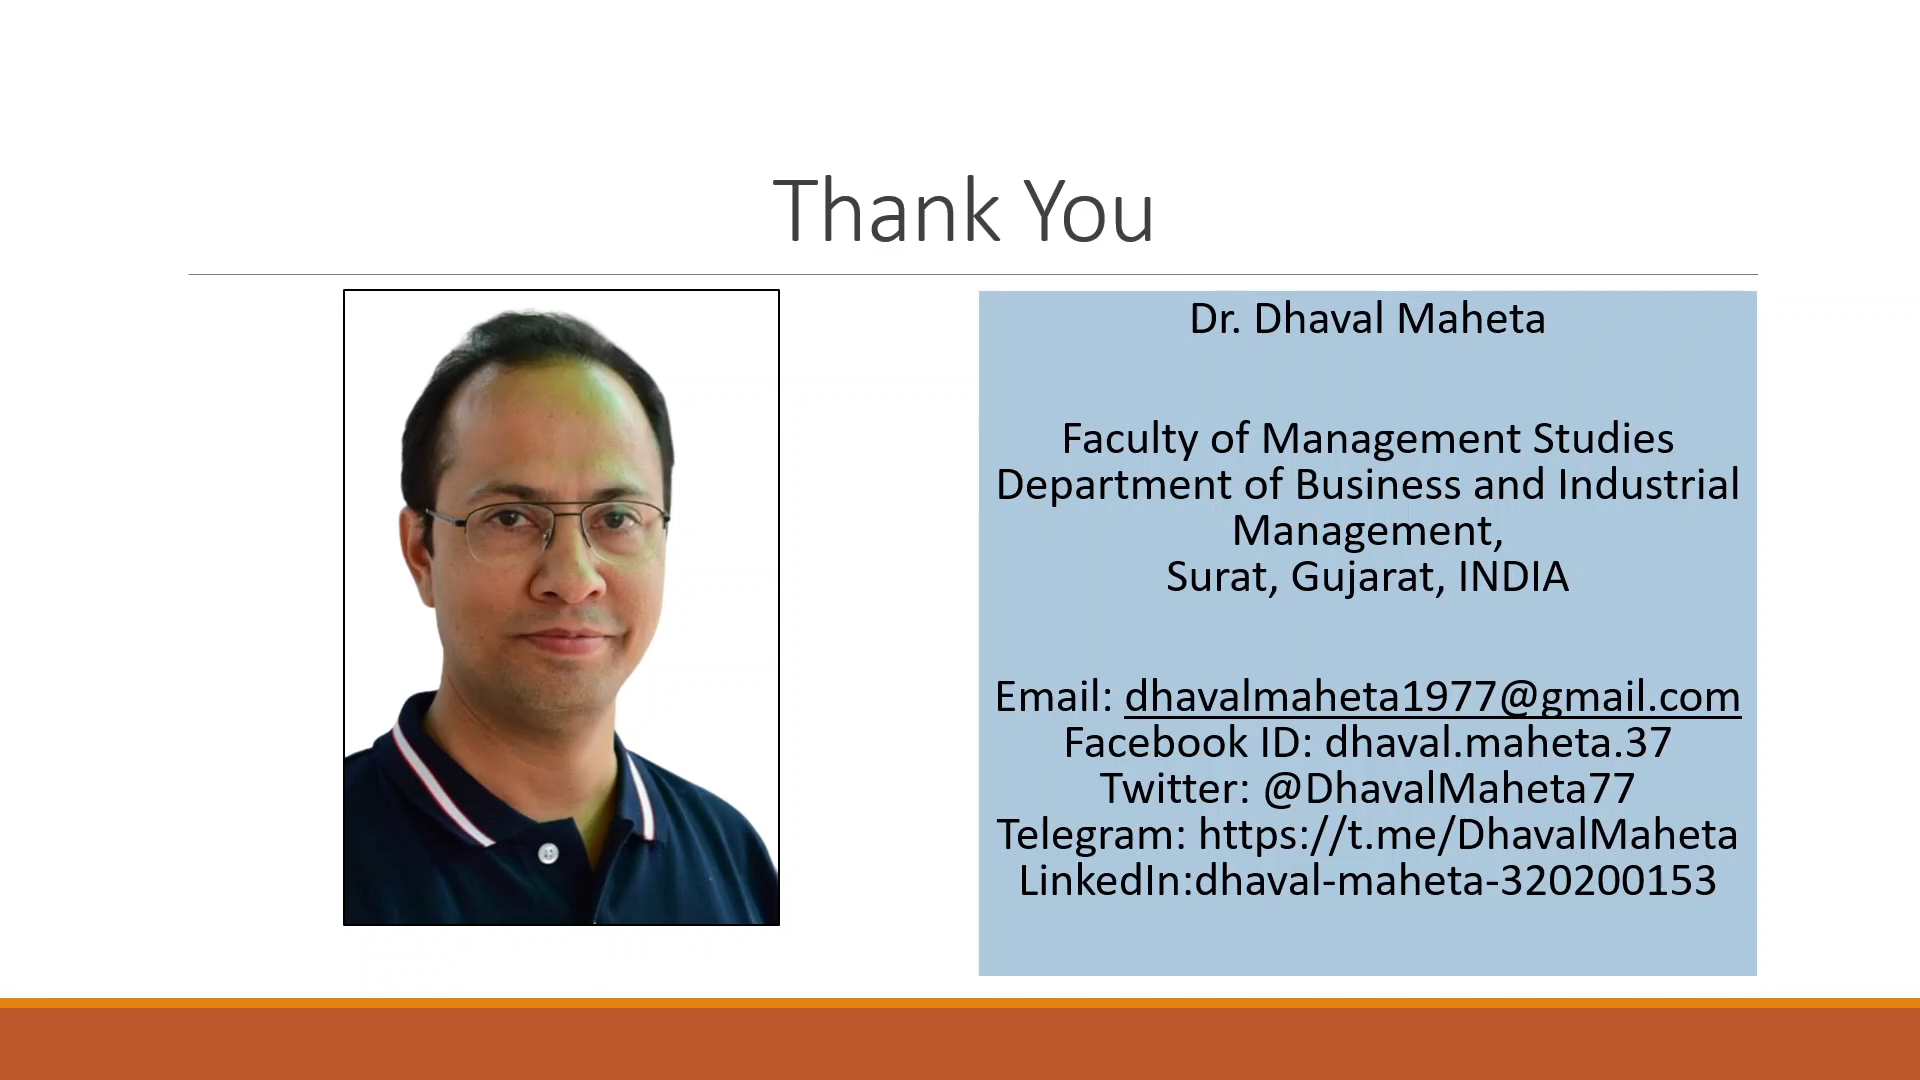 Thank You
Dr. Dhaval Maheta
Faculty of Management Studies
Department of Business and Industrial
Management,
Surat, Gujarat, INDIA
Email: dhavalmaheta1977@gmail.com
Facebook ID: dhaval.maheta.37
Twitter: @DhavalMaheta77
Telegram: https://t.me/DhavalMaheta
LinkedIn:dhaval-maheta-320200153